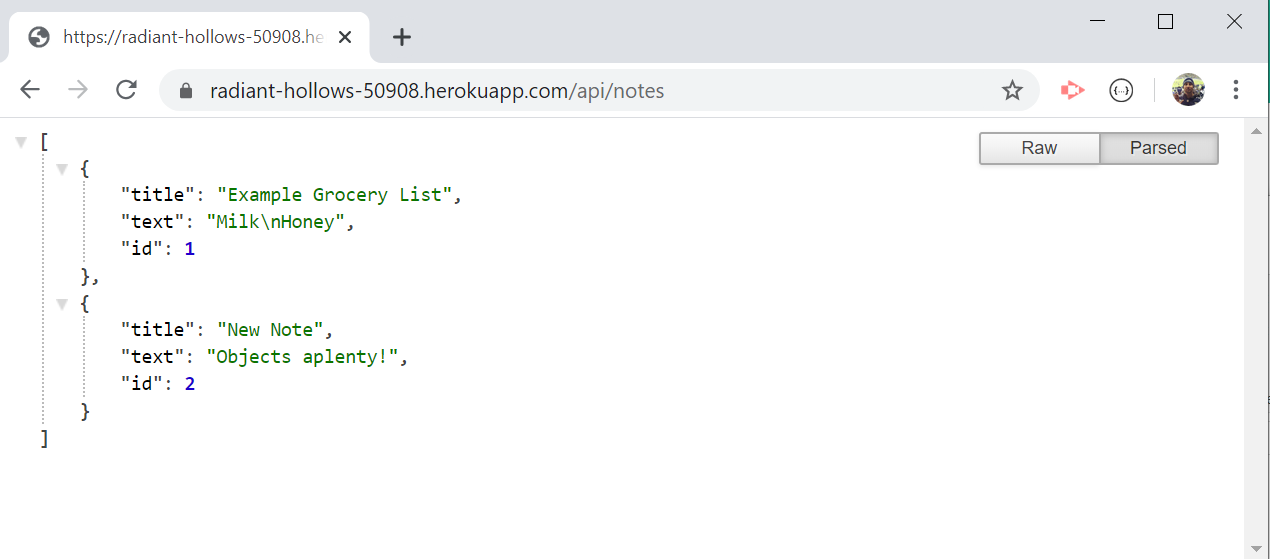 https://radiant-hollows-50908.he
radiant-hollows-50908.herokuapp.com/api/notes
Raw Parsed
[
{
"title": "Example Grocery List",
"text": "Milk\nHoney",
"id": 1
},
{
"title": "New Note",
"text": "Objects aplenty!",
"id": 2
}
]